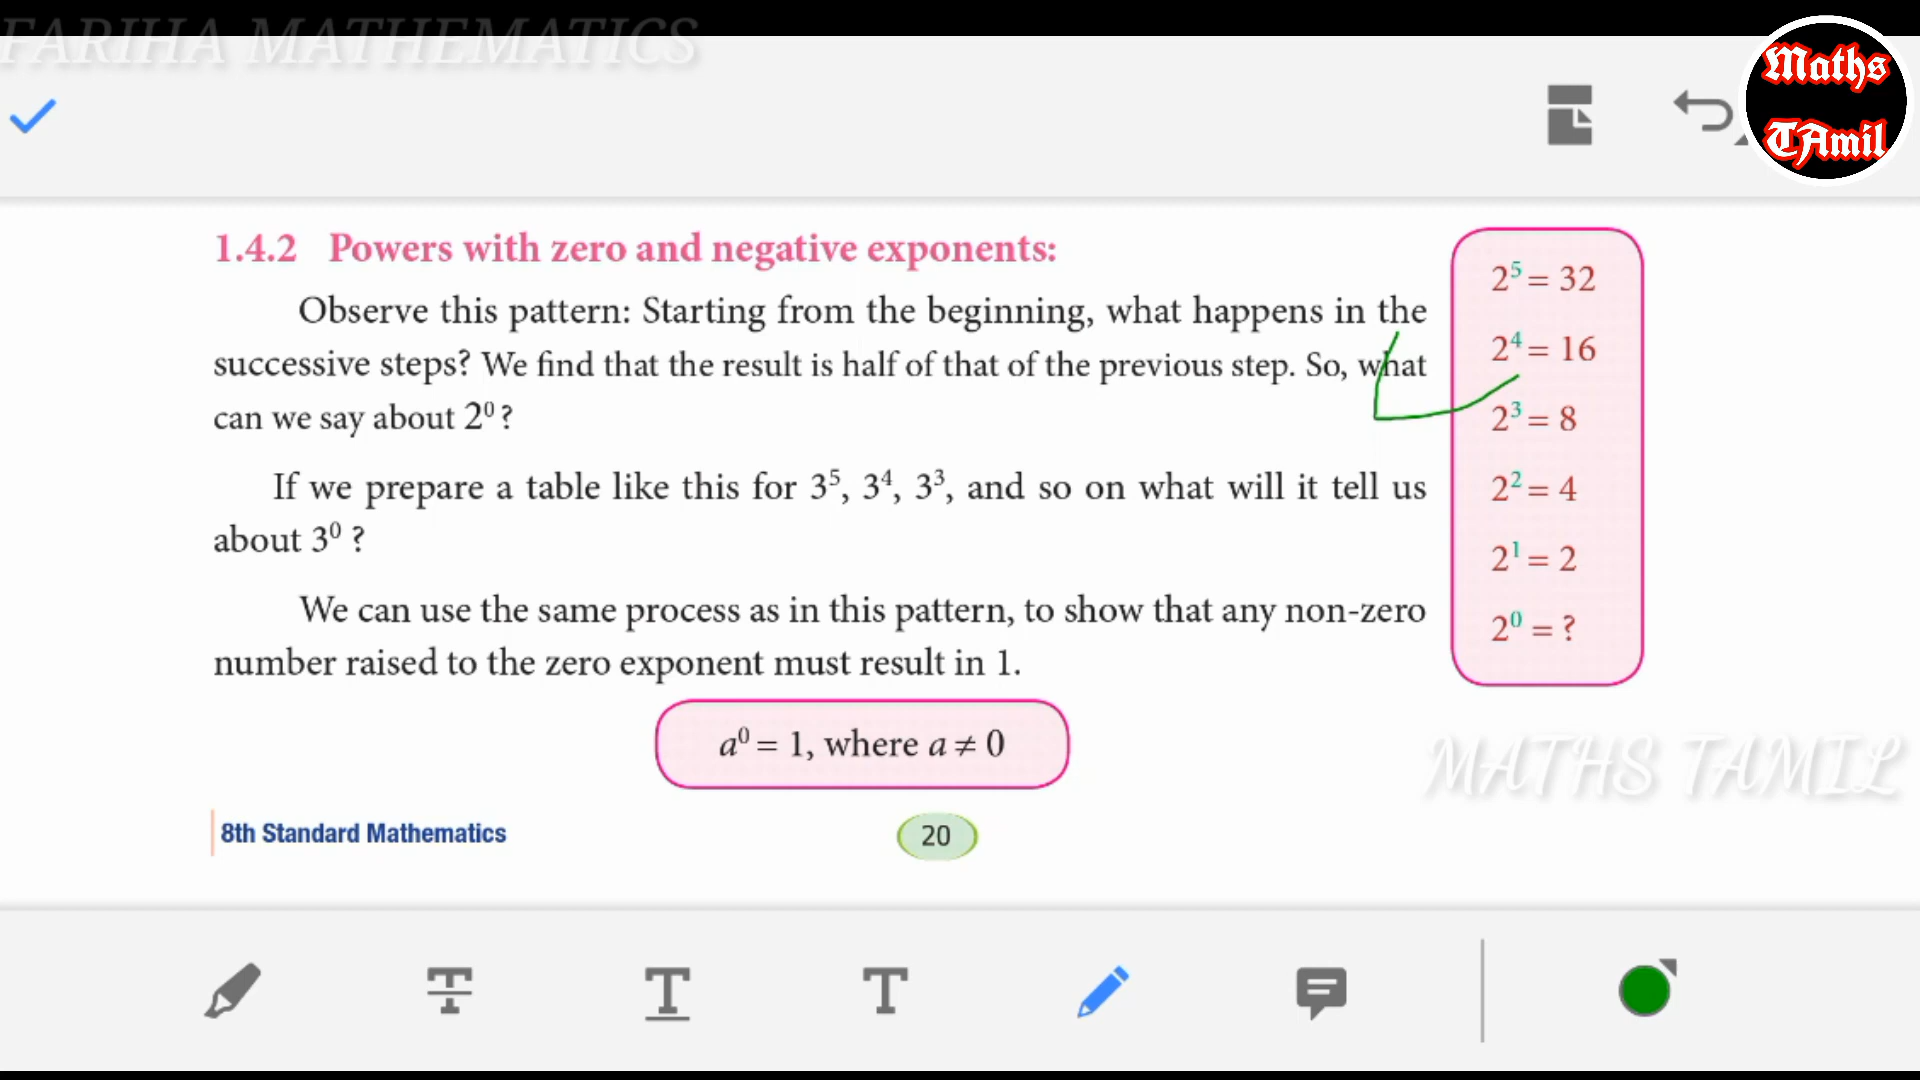 FARIHA MATHEMATICS
Maths
TAmil
1.4.2 Powers with zero and negative exponents:
Observe this pattern: Starting from the beginning, what happens in the
successive steps? We find that the result is half of that of the previous step. So, what
can we say about 2⁰ ?
If we prepare a table like this for 3⁵, 3⁴, 3³, and so on what will it tell us
about 3⁰ ?
We can use the same process as in this pattern, to show that any non-zero
number raised to the zero exponent must result in 1.
a⁰ = 1, where a ≠ 0
2⁵ = 32
2⁴ = 16
2³ = 8
2² = 4
2¹ = 2
2⁰ = ?
MATHS TAMIL
8th Standard Mathematics
20